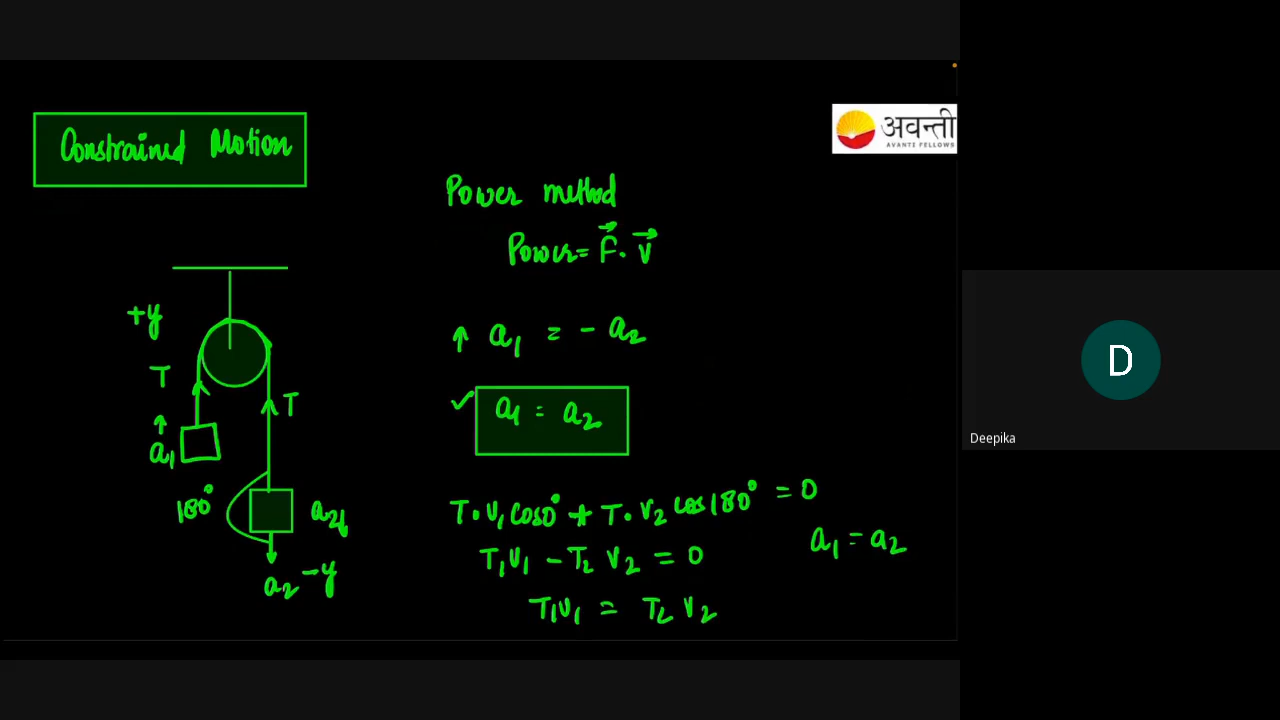 Constrained Motion
अवन्ती
AVANTI FELLOWS
Power method
Power = F⃗ . V⃗
+y
T
↑ a₁ = - a₂
✓ a₁ = a₂
T
a₁
180°
a₂↓
a₂ -y
T . V₁ cos0° + T . V₂ cos180° = 0
T₁V₁ - T₂ V₂ = 0
a₁ = a₂
T₁V₁ = T₂ V₂
D
Deepika